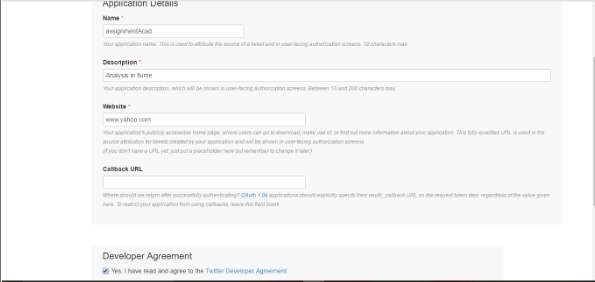 Application Details
Name *
assignmentAcad
Your application name. This is used to attribute the source of a tweet and in user-facing authorization screens. 32 characters max.
Description *
Analysis in flume
Your application description, which will be shown in user-facing authorization screens. Between 10 and 200 characters max.
Website *
www.yahoo.com
Your application's publicly accessible home page, where users can go to download, make use of, or find out more information about your application. This fully-qualified URL is used in the
source attribution for tweets created by your application and will be shown in user-facing authorization screens.
(If you don't have a URL yet, just put a placeholder here but remember to change it later.)
Callback URL
Where should we return after successfully authenticating? OAuth 1.0a applications should explicitly specify their oauth_callback URL on the request token step, regardless of the value given
here. To restrict your application from using callbacks, leave this field blank.
Developer Agreement
Yes, I have read and agree to the Twitter Developer Agreement.